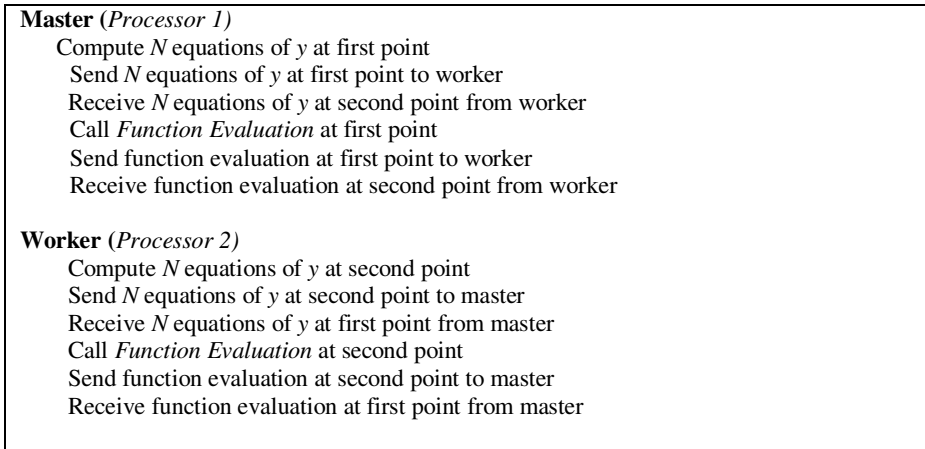 Master (Processor 1)
Compute N equations of y at first point
Send N equations of y at first point to worker
Receive N equations of y at second point from worker
Call Function Evaluation at first point
Send function evaluation at first point to worker
Receive function evaluation at second point from worker
Worker (Processor 2)
Compute N equations of y at second point
Send N equations of y at second point to master
Receive N equations of y at first point from master
Call Function Evaluation at second point
Send function evaluation at second point to master
Receive function evaluation at first point from master